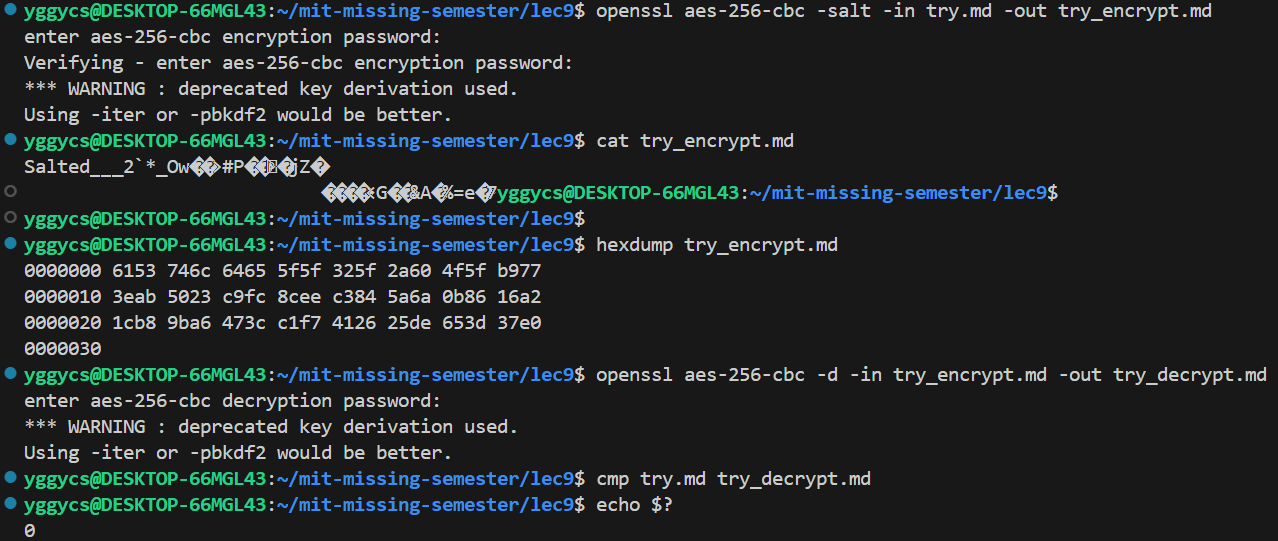 yggycs@DESKTOP-66MGL43:~/mit-missing-semester/lec9$ openssl aes-256-cbc -salt -in try.md -out try_encrypt.md
enter aes-256-cbc encryption password:
Verifying - enter aes-256-cbc encryption password:
*** WARNING : deprecated key derivation used.
Using -iter or -pbkdf2 would be better.
yggycs@DESKTOP-66MGL43:~/mit-missing-semester/lec9$ cat try_encrypt.md
Salted___2`*_Ow��>#P����jZ�
�����G��&A�%=e�7yggycs@DESKTOP-66MGL43:~/mit-missing-semester/lec9$
yggycs@DESKTOP-66MGL43:~/mit-missing-semester/lec9$
yggycs@DESKTOP-66MGL43:~/mit-missing-semester/lec9$ hexdump try_encrypt.md
0000000 6153 746c 6465 5f5f 325f 2a60 4f5f b977
0000010 3eab 5023 c9fc 8cee c384 5a6a 0b86 16a2
0000020 1cb8 9ba6 473c c1f7 4126 25de 653d 37e0
0000030
yggycs@DESKTOP-66MGL43:~/mit-missing-semester/lec9$ openssl aes-256-cbc -d -in try_encrypt.md -out try_decrypt.md
enter aes-256-cbc decryption password:
*** WARNING : deprecated key derivation used.
Using -iter or -pbkdf2 would be better.
yggycs@DESKTOP-66MGL43:~/mit-missing-semester/lec9$ cmp try.md try_decrypt.md
yggycs@DESKTOP-66MGL43:~/mit-missing-semester/lec9$ echo $?
0